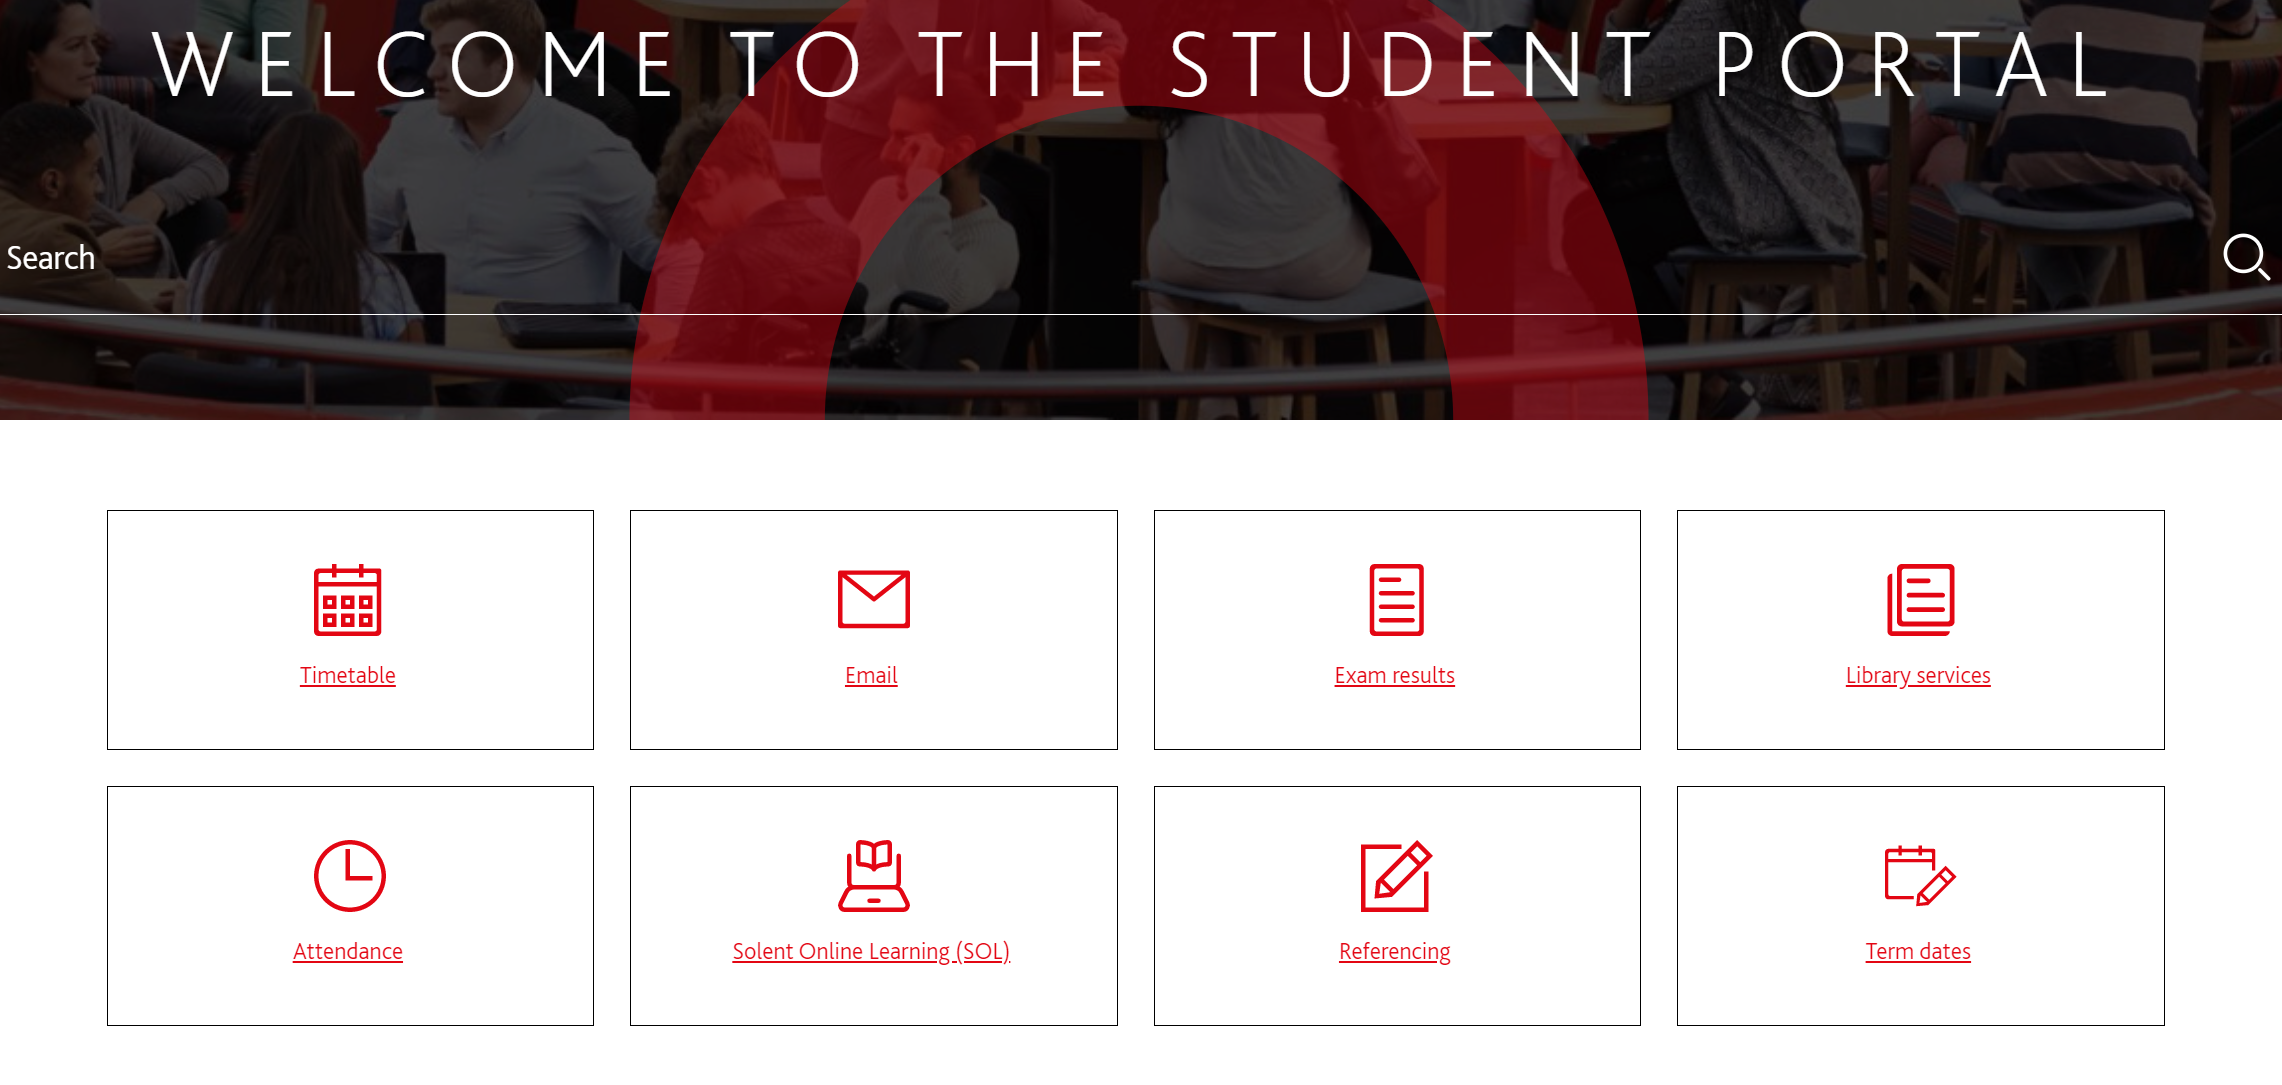 WELCOME TO THE STUDENT PORTAL
Search
Timetable
Email
Exam results
Library services
Attendance
Solent Online Learning (SOL)
Referencing
Term dates